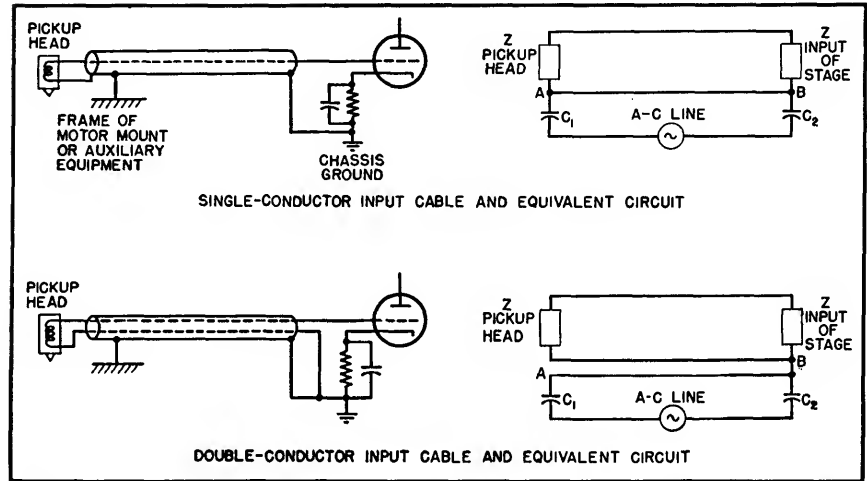 PICKUP
HEAD
FRAME OF
MOTOR MOUNT
OR AUXILIARY
EQUIPMENT
CHASSIS
GROUND
Z
PICKUP
HEAD
Z
INPUT
OF
STAGE
A
B
C₁
A-C LINE
C₂
SINGLE-CONDUCTOR INPUT CABLE AND EQUIVALENT CIRCUIT
PICKUP
HEAD
Z
PICKUP
HEAD
Z
INPUT
OF
STAGE
A
B
C₁
A-C LINE
C₂
DOUBLE-CONDUCTOR INPUT CABLE AND EQUIVALENT CIRCUIT